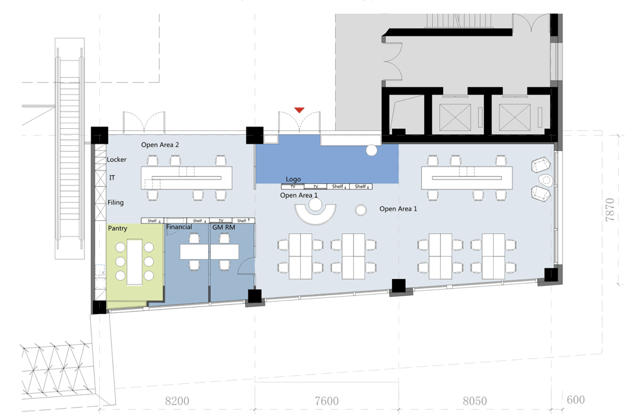 Open Area 2
Locker
IT
Logo
TV TV Shelf Shelf
Open Area 1
Filing
Open Area 1
7870
Shelf Shelf TV Shelf
Pantry
Financial
GM RM
8200
7600
8050
600